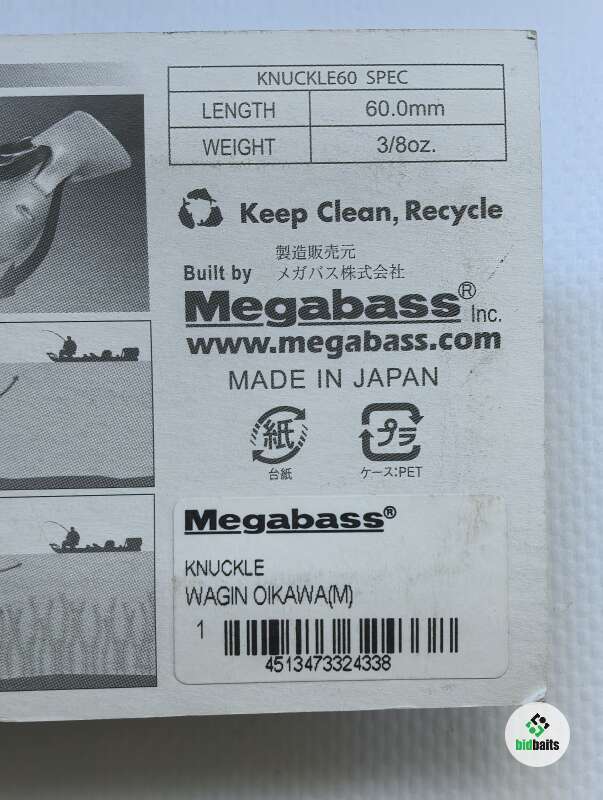 KNUCKLE60 SPEC
LENGTH 60.0mm
WEIGHT 3/8oz.
Keep Clean, Recycle
製造販売元
Built by メガバス株式会社
Megabass® Inc.
www.megabass.com
MADE IN JAPAN
紙 プラ
台紙 ケース:PET
Megabass®
KNUCKLE
WAGIN OIKAWA(M)
1
4513473324338
bidbaits